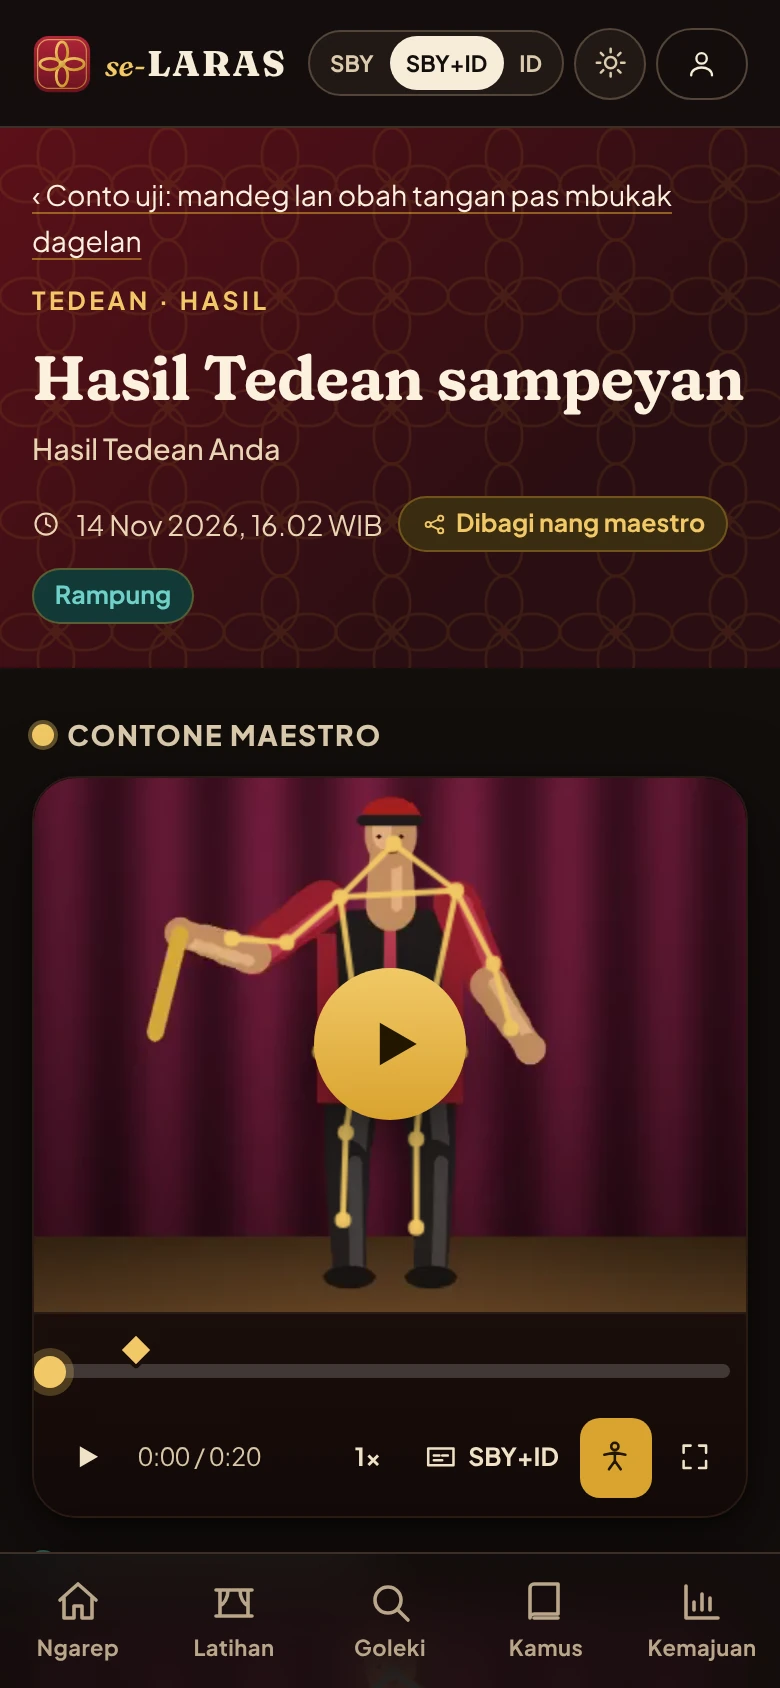 se-LARAS
SBY SBY+ID ID
‹ Conto uji: mandeg lan obah tangan pas mbukak
dagelan
TEDEAN · HASIL
Hasil Tedean sampeyan
Hasil Tedean Anda
14 Nov 2026, 16.02 WIB Dibagi nang maestro
Rampung
CONTONE MAESTRO
0:00 / 0:20 1× SBY+ID
Ngarep Latihan Goleki Kamus Kemajuan